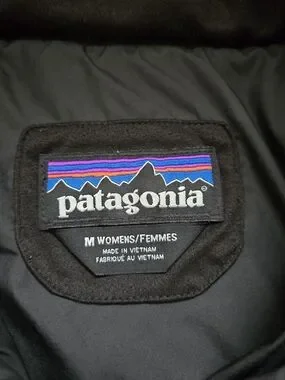 patagonia®
M WOMENS/FEMMES
MADE IN VIETNAM
FABRIQUÉ AU VIETNAM